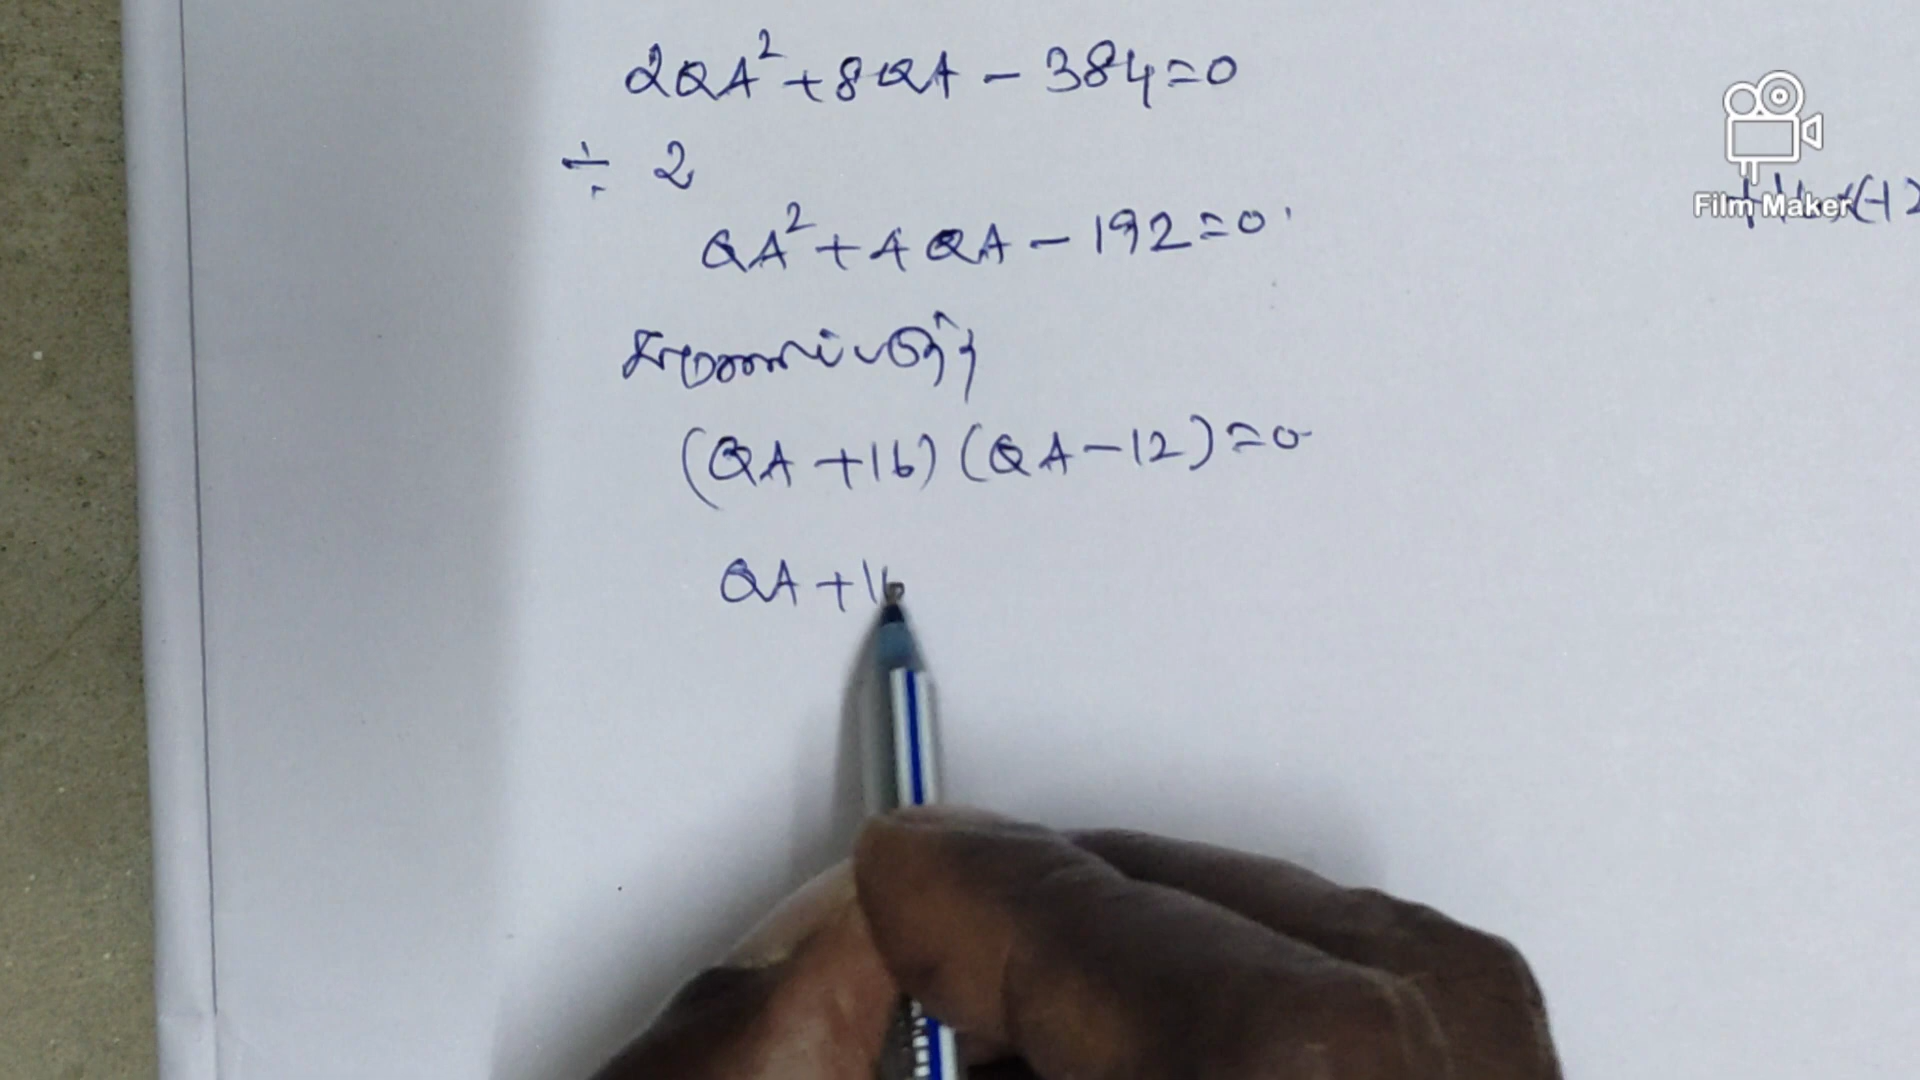 2QA²+8QA-384=0
÷ 2
QA²+4QA-192=0
(QA+16)(QA-12)=0
QA+16
Film Maker